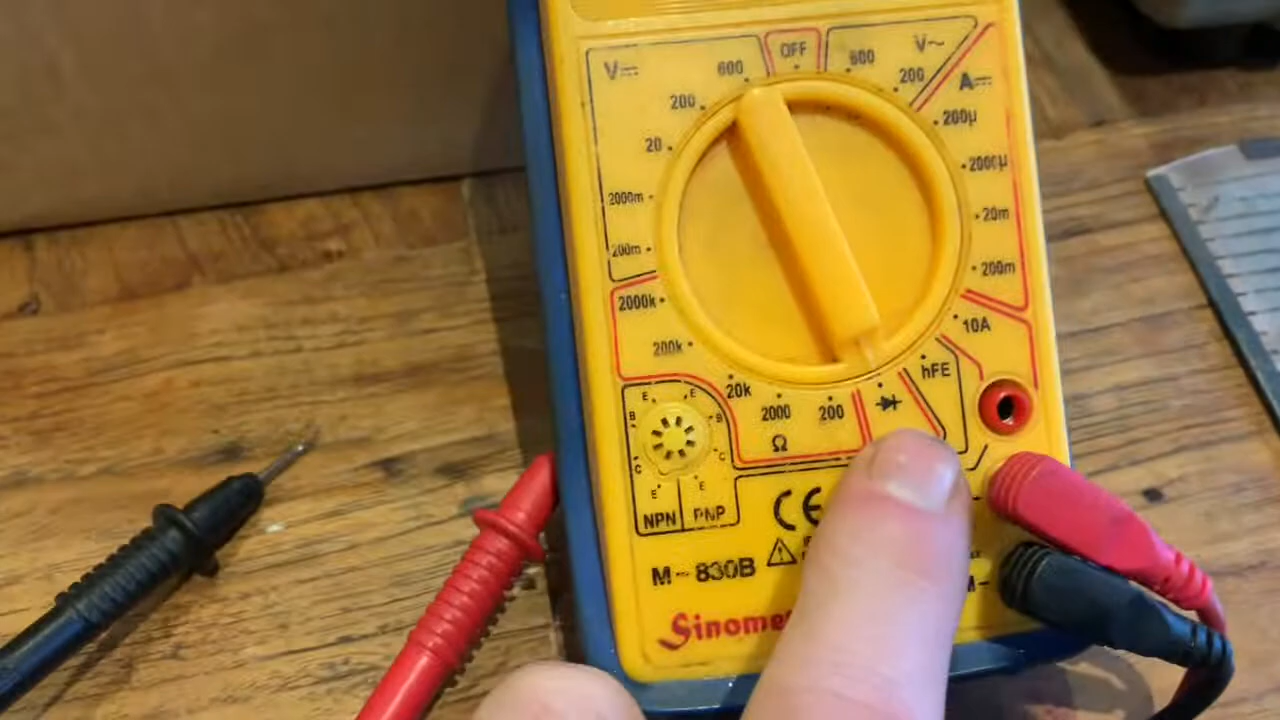 V⎓ 600 OFF 600 V~
200 200 A⎓
20 200µ
2000m 2000µ
200m 20m
2000k 200m
200k 10A
20k 2000 200 hFE
Ω
E E
B B
C C
E E
NPN PNP
CE
M-830B
Sinome